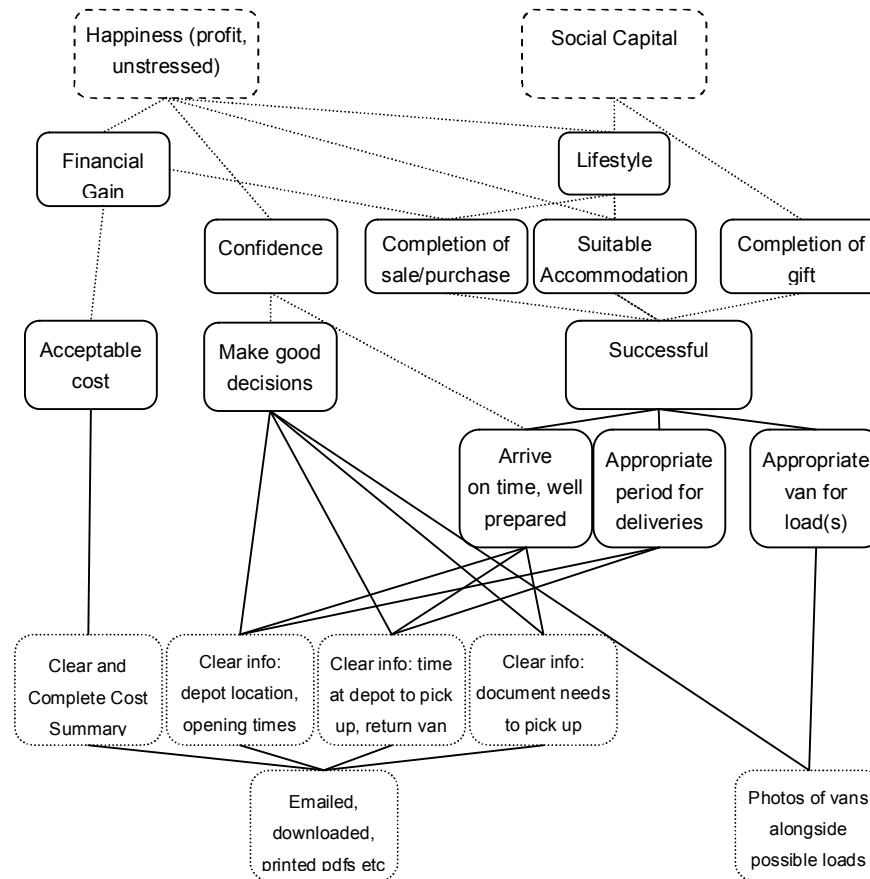 Happiness (profit,
unstressed)
Social Capital
Financial
Gain
Lifestyle
Confidence
Completion of
sale/purchase
Suitable
Accommodation
Completion of
gift
Acceptable
cost
Make good
decisions
Successful
Arrive
on time, well
prepared
Appropriate
period for
deliveries
Appropriate
van for
load(s)
Clear and
Complete Cost
Summary
Clear info:
depot location,
opening times
Clear info: time
at depot to pick
up, return van
Clear info:
document needs
to pick up
Emailed,
downloaded,
printed pdfs etc
Photos of vans
alongside
possible loads